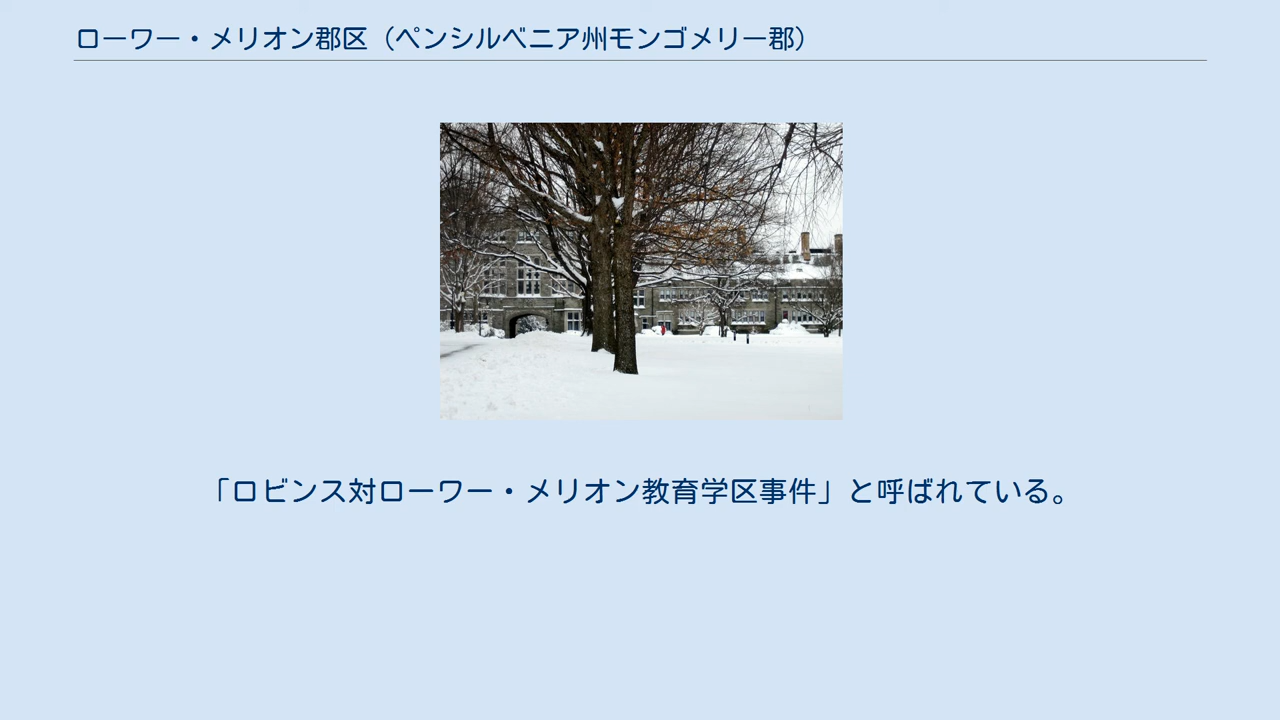 ローワー・メリオン郡区（ペンシルベニア州モンゴメリー郡）
「ロビンス対ローワー・メリオン教育学区事件」と呼ばれている。